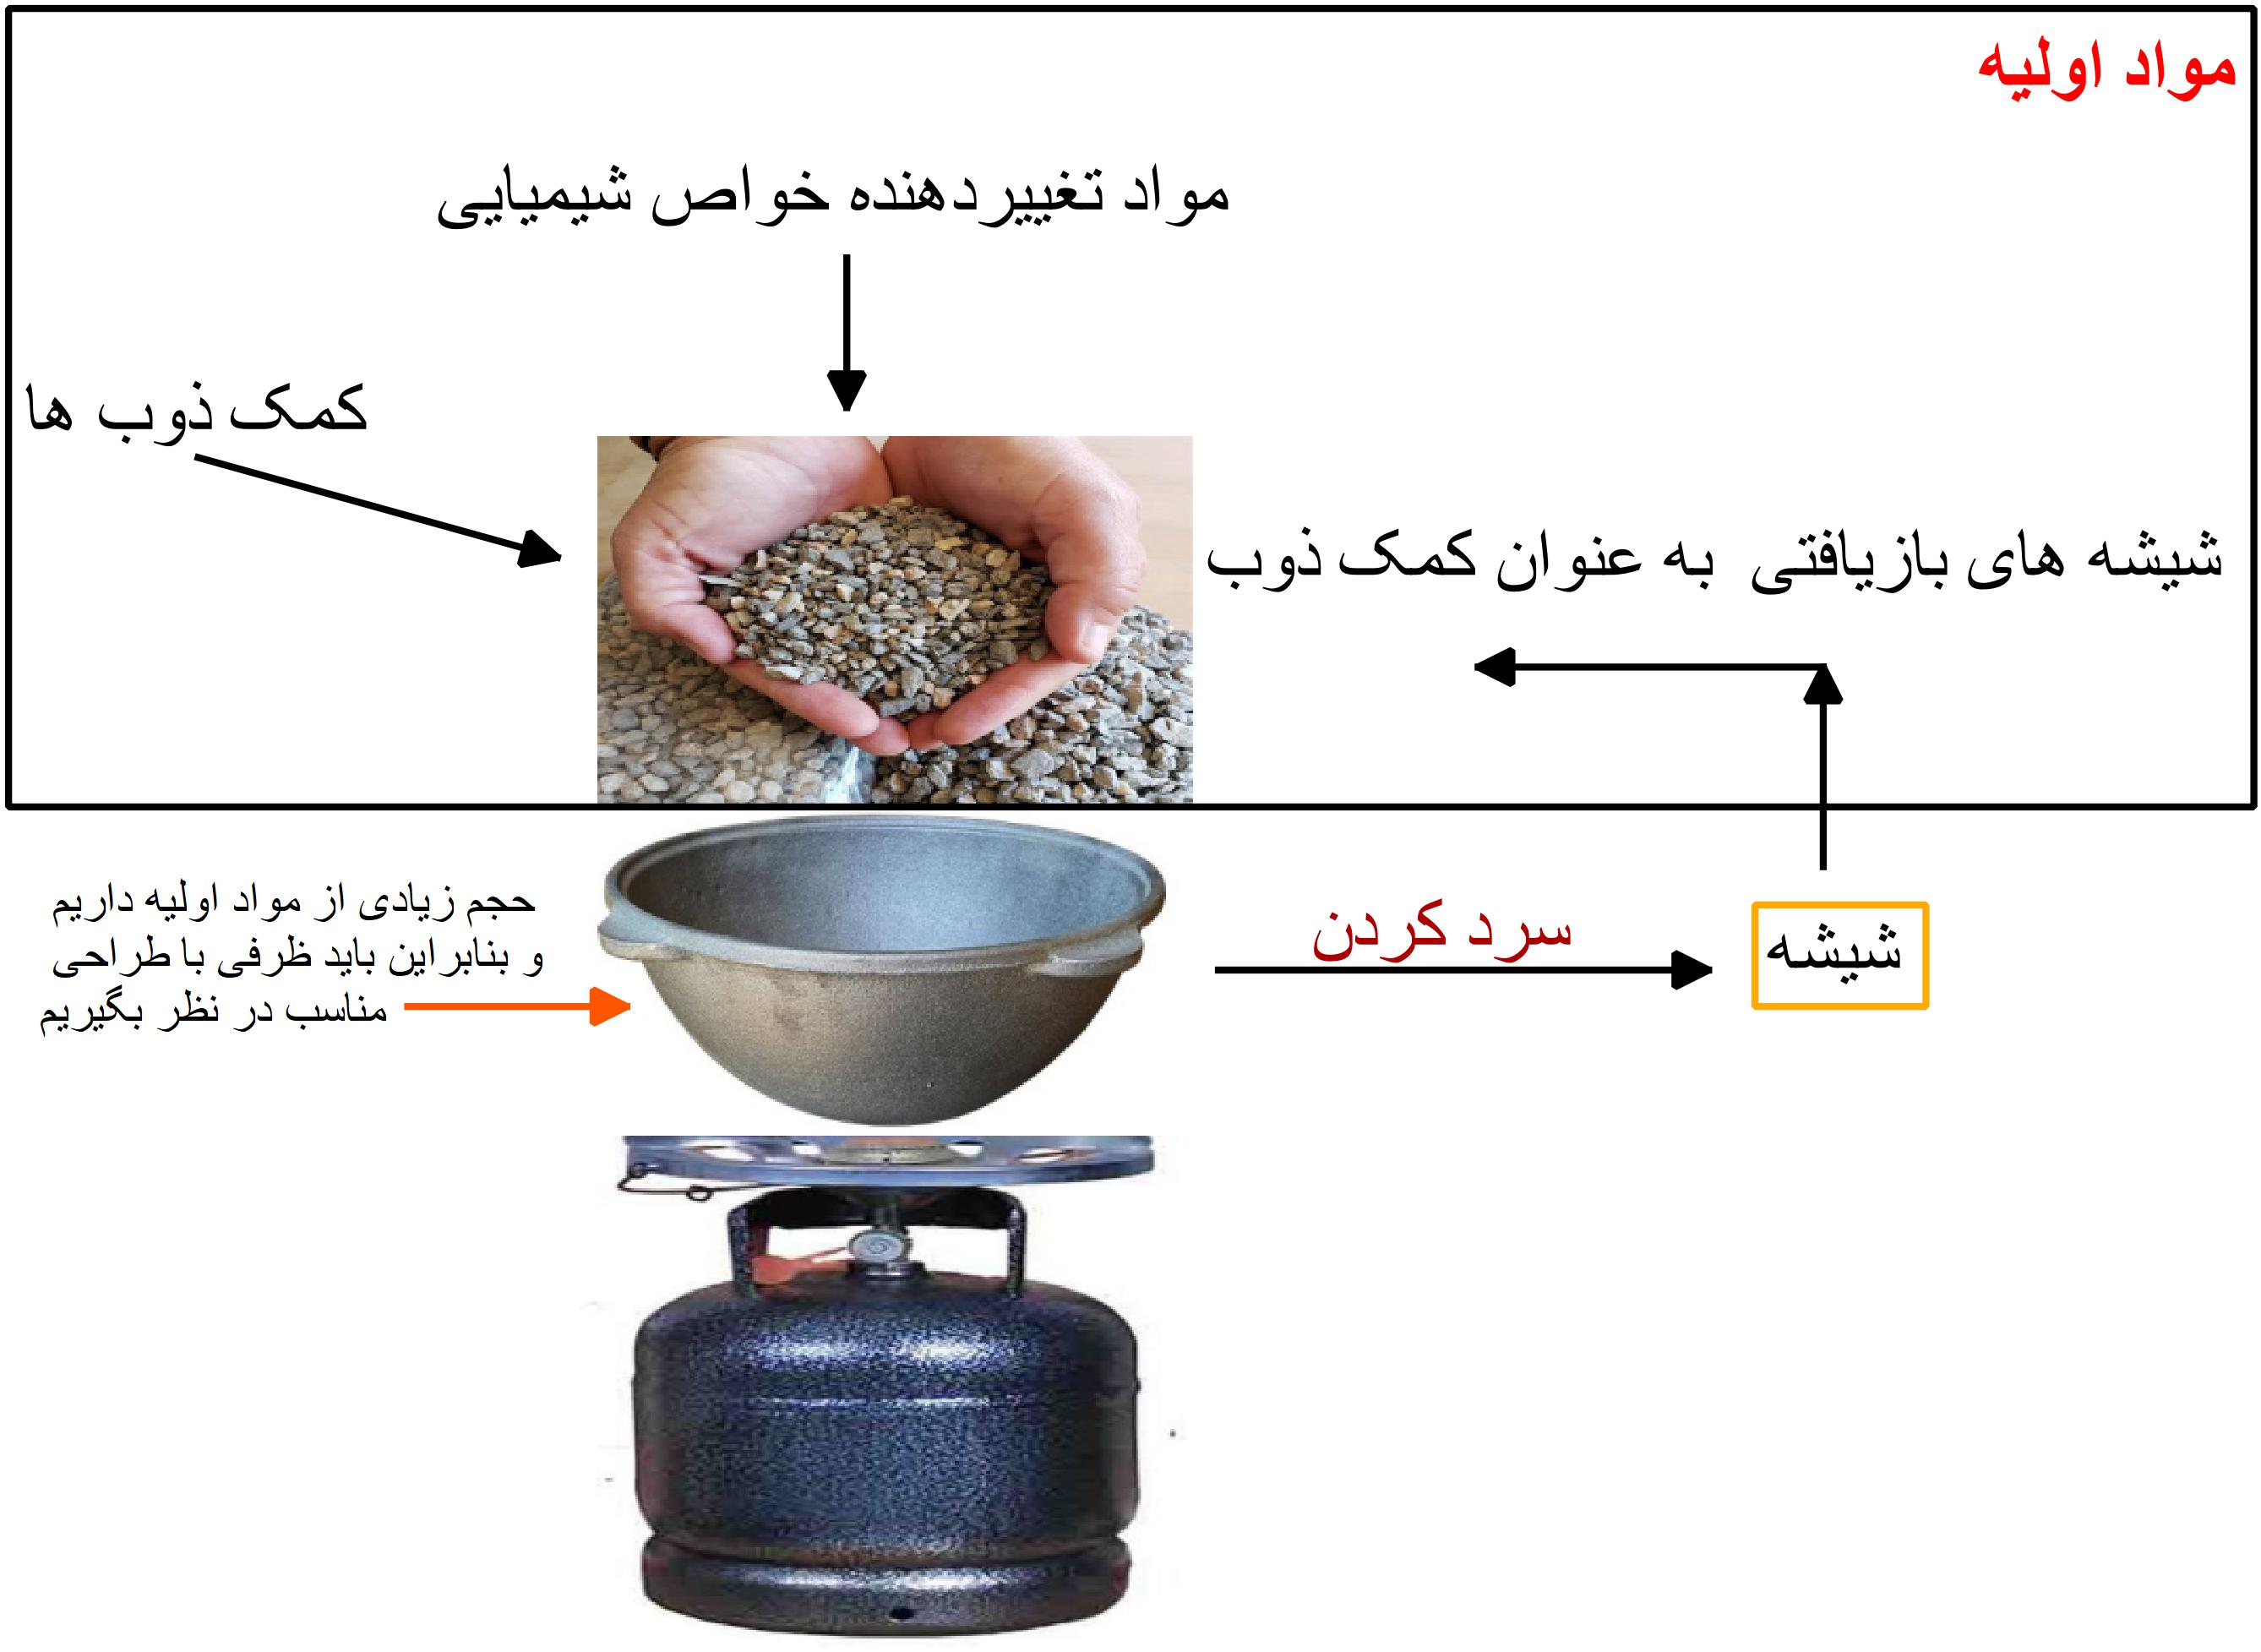 مواد اولیه
مواد تغییردهنده خواص شیمیایی
کمک ذوب ها
شیشه های بازیافتی به عنوان کمک ذوب
حجم زیادی از مواد اولیه داریم
و بنابراین باید ظرفی با طراحی
مناسب در نظر بگیریم
سرد کردن
شیشه